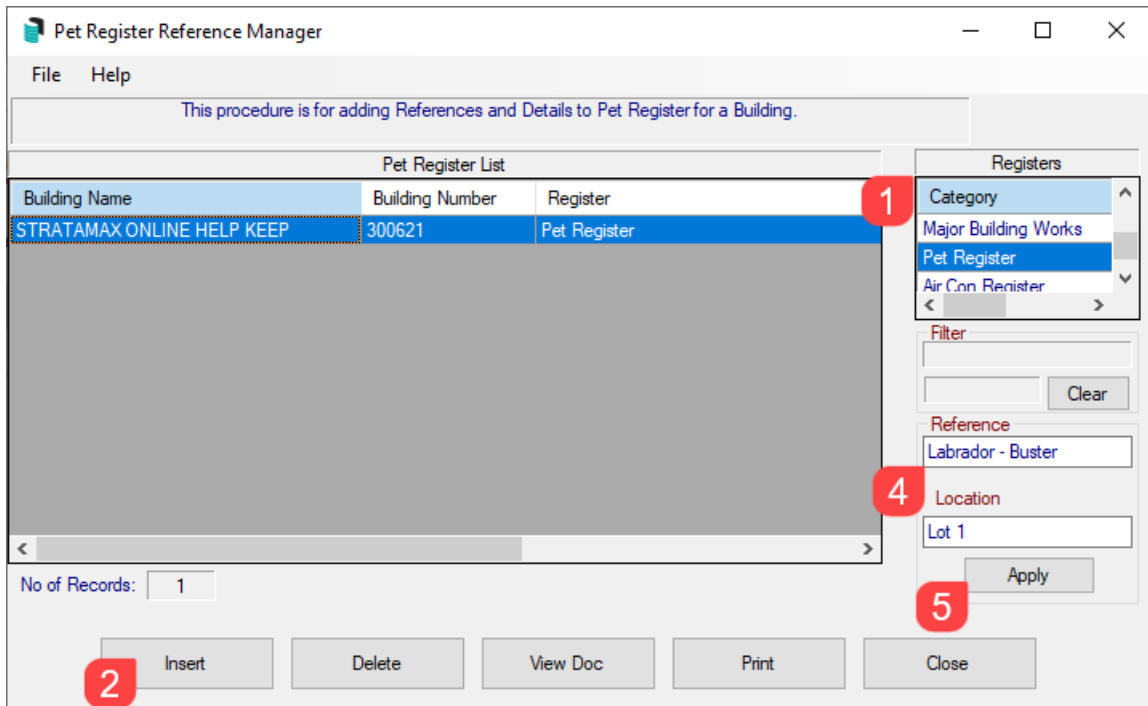 Pet Register Reference Manager
File Help
This procedure is for adding References and Details to Pet Register for a Building.
Pet Register List
Building Name Building Number Register
STRATAMAX ONLINE HELP KEEP 300621 Pet Register
No of Records: 1
Registers
1
Category
Major Building Works
Pet Register
Air Con Register
Filter
Clear
Reference
Labrador - Buster
4
Location
Lot 1
Apply
5
2
Insert Delete View Doc Print Close